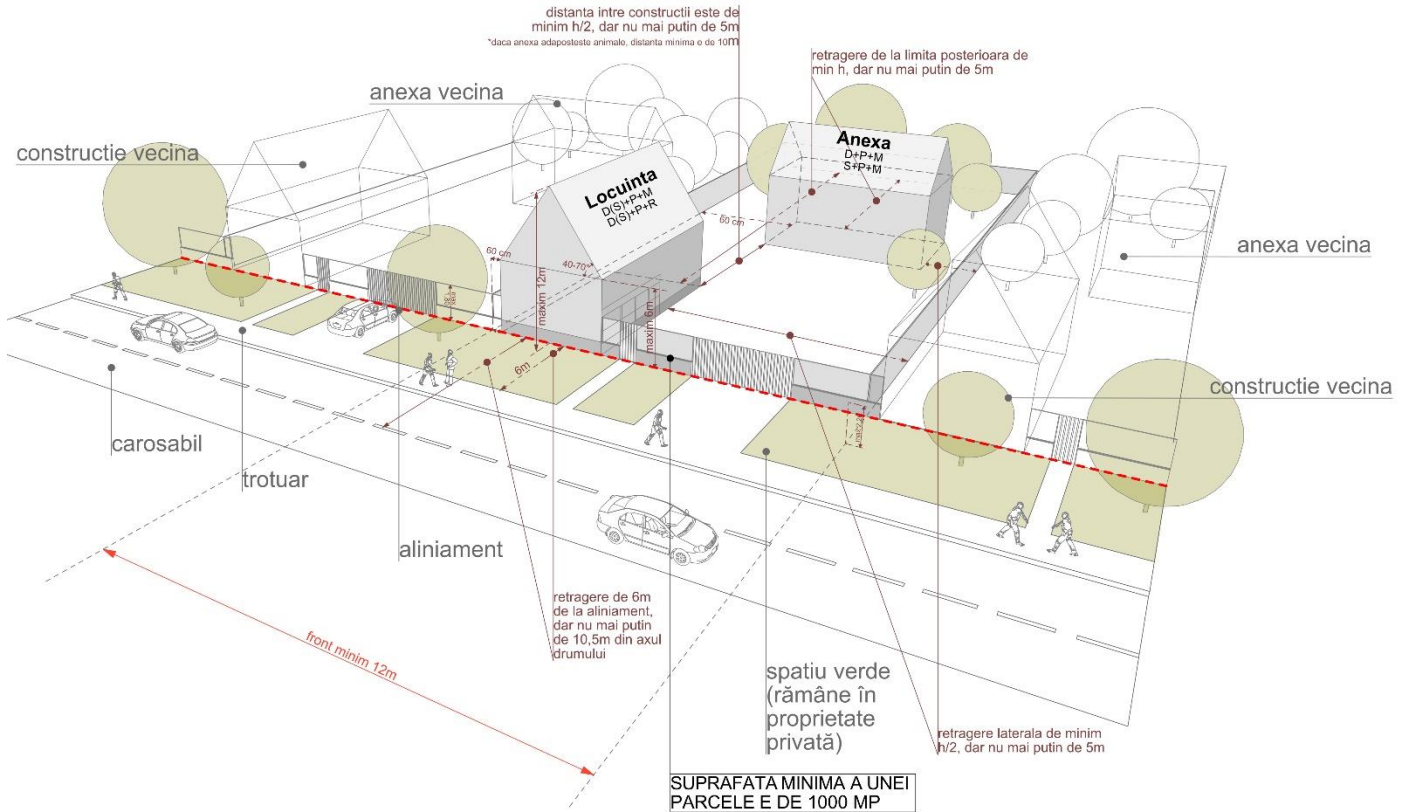 distanta intre constructii este de
minim h/2, dar nu mai putin de 5m
*daca anexa adaposteste animale, distanta minima e de 10m
retragere de la limita posterioara de
min h, dar nu mai putin de 5m
anexa vecina
constructie vecina
Anexa
D+P+M
S+P+M
Locuinta
D(S)+P+M
D(S)+P+R
60 cm
60 cm
40-70°
maxim 12m
maxim 6m
anexa vecina
6m
constructie vecina
carosabil
trotuar
aliniament
retragere de 6m
de la aliniament,
dar nu mai putin
de 10,5m din axul
drumului
front minim 12m
spatiu verde
(rămâne în
proprietate
privată)
retragere laterala de minim
h/2, dar nu mai putin de 5m
SUPRAFATA MINIMA A UNEI
PARCELE E DE 1000 MP